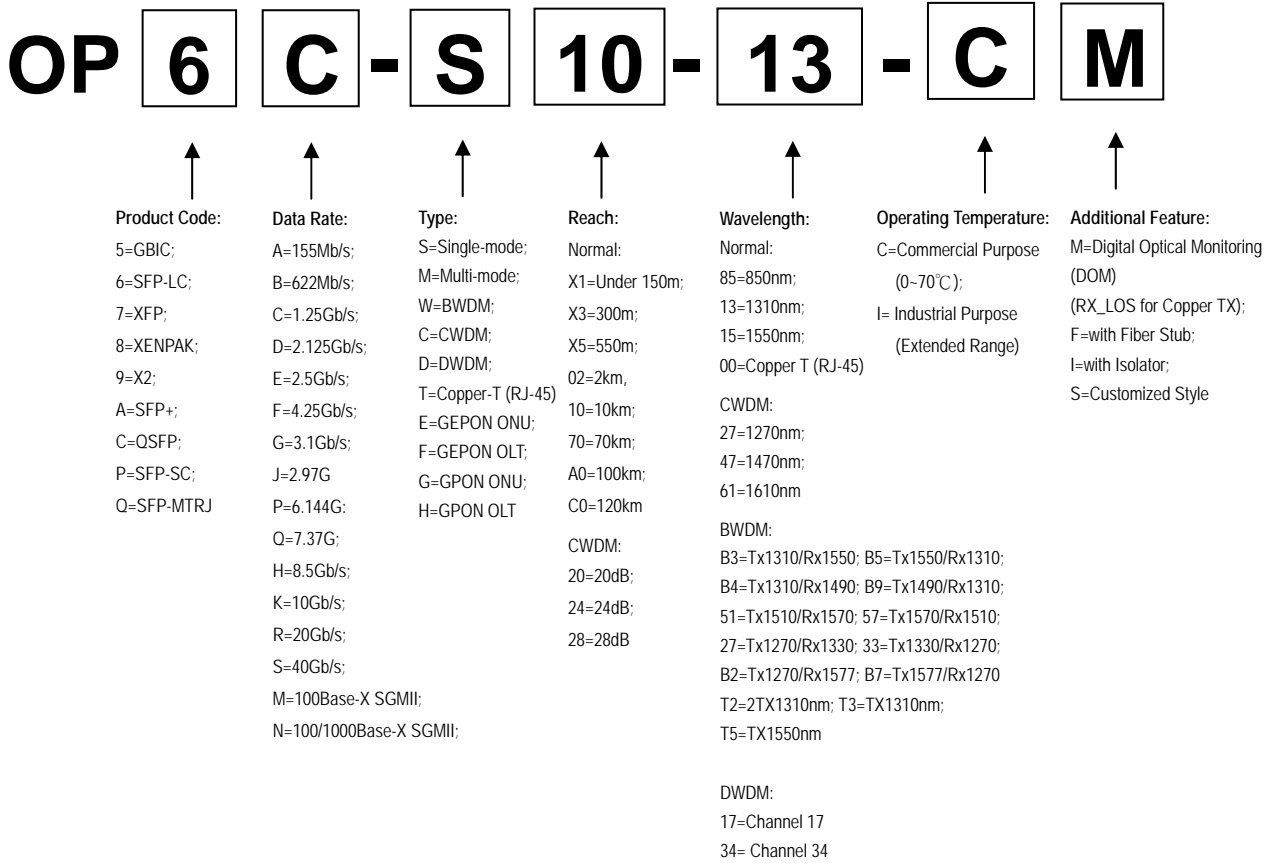 OP 6 C - S 10 - 13 - C M
Product Code:
5=GBIC;
6=SFP-LC;
7=XFP;
8=XENPAK;
9=X2;
A=SFP+;
C=QSFP;
P=SFP-SC;
Q=SFP-MTRJ
Data Rate:
A=155Mb/s;
B=622Mb/s;
C=1.25Gb/s;
D=2.125Gb/s;
E=2.5Gb/s;
F=4.25Gb/s;
G=3.1Gb/s;
J=2.97G
P=6.144G:
Q=7.37G;
H=8.5Gb/s;
K=10Gb/s;
R=20Gb/s;
S=40Gb/s;
M=100Base-X SGMII;
N=100/1000Base-X SGMII;
Type:
S=Single-mode;
M=Multi-mode;
W=BWDM;
C=CWDM;
D=DWDM;
T=Copper-T (RJ-45)
E=GEPON ONU;
F=GEPON OLT;
G=GPON ONU;
H=GPON OLT
Reach:
Normal:
X1=Under 150m;
X3=300m;
X5=550m;
02=2km,
10=10km;
70=70km;
A0=100km;
C0=120km
CWDM:
20=20dB;
24=24dB;
28=28dB
Wavelength:
Normal:
85=850nm;
13=1310nm;
15=1550nm;
00=Copper T (RJ-45)
CWDM:
27=1270nm;
47=1470nm;
61=1610nm
BWDM:
B3=Tx1310/Rx1550; B5=Tx1550/Rx1310;
B4=Tx1310/Rx1490; B9=Tx1490/Rx1310;
51=Tx1510/Rx1570; 57=Tx1570/Rx1510;
27=Tx1270/Rx1330; 33=Tx1330/Rx1270;
B2=Tx1270/Rx1577; B7=Tx1577/Rx1270
T2=2TX1310nm; T3=TX1310nm;
T5=TX1550nm
DWDM:
17=Channel 17
34= Channel 34
Operating Temperature:
C=Commercial Purpose
(0~70℃);
I= Industrial Purpose
(Extended Range)
Additional Feature:
M=Digital Optical Monitoring
(DOM)
(RX_LOS for Copper TX);
F=with Fiber Stub;
I=with Isolator;
S=Customized Style